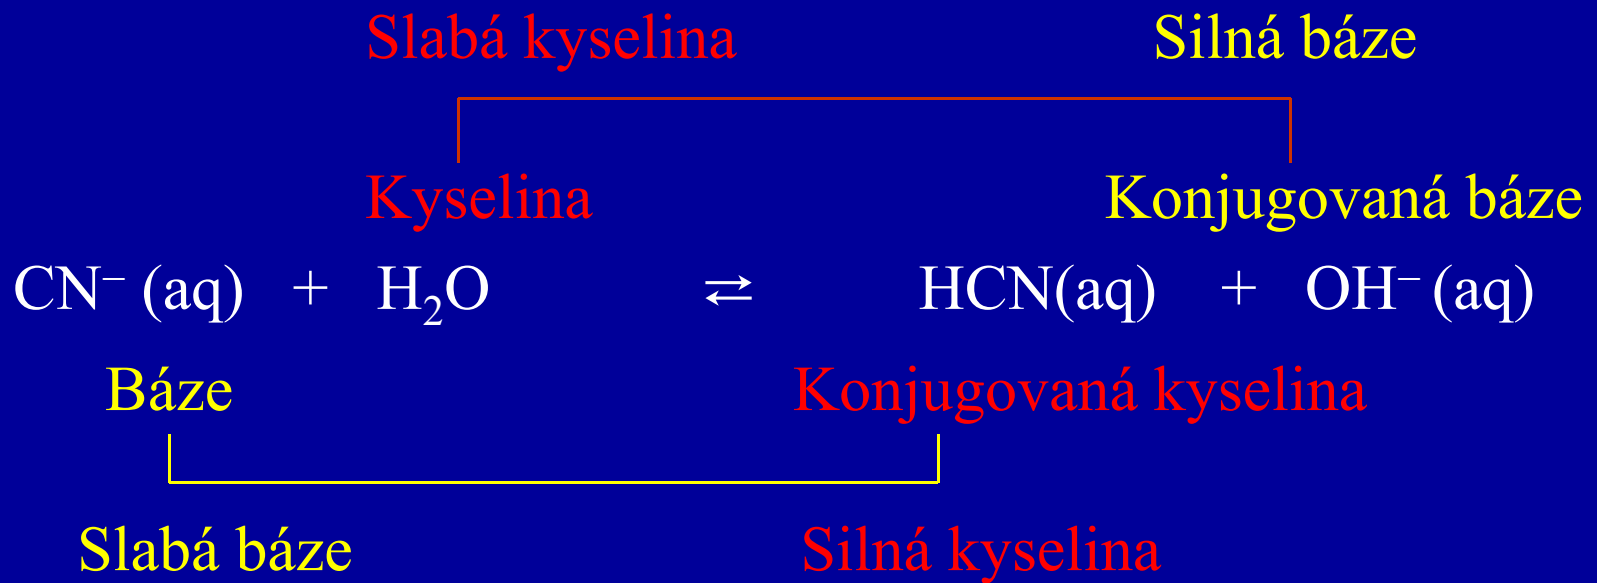 Slabá kyselina Silná báze
Kyselina Konjugovaná báze
CN⁻ (aq) + H₂O ⇄ HCN(aq) + OH⁻ (aq)
Báze Konjugovaná kyselina
Slabá báze Silná kyselina